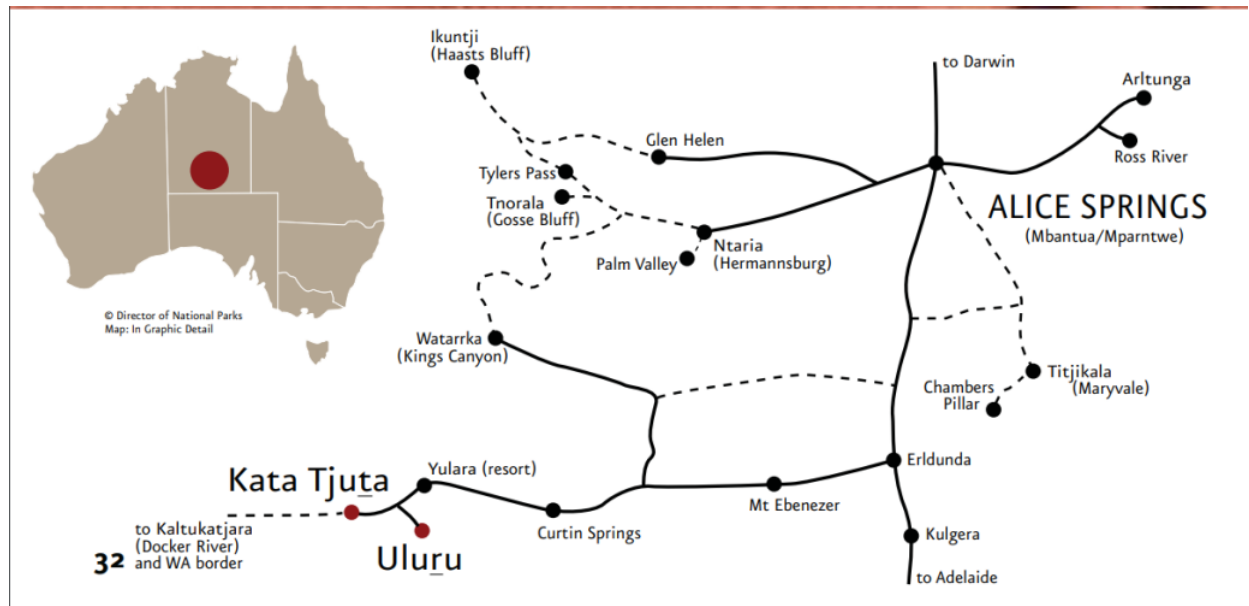 Ikuntji
(Haasts Bluff)
to Darwin
Arltunga
Glen Helen
Ross River
Tylers Pass
Tnorala
(Gosse Bluff)
ALICE SPRINGS
(Mbantua/Mparntwe)
Ntaria
(Hermannsburg)
Palm Valley
© Director of National Parks
Map: In Graphic Detail
Watarrka
(Kings Canyon)
Titjikala
(Maryvale)
Chambers
Pillar
Erldunda
Yulara (resort)
Kata Tjuṯa
Mt Ebenezer
Curtin Springs
to Kaltukatjara
(Docker River)
and WA border
32
Uluṟu
Kulgera
to Adelaide